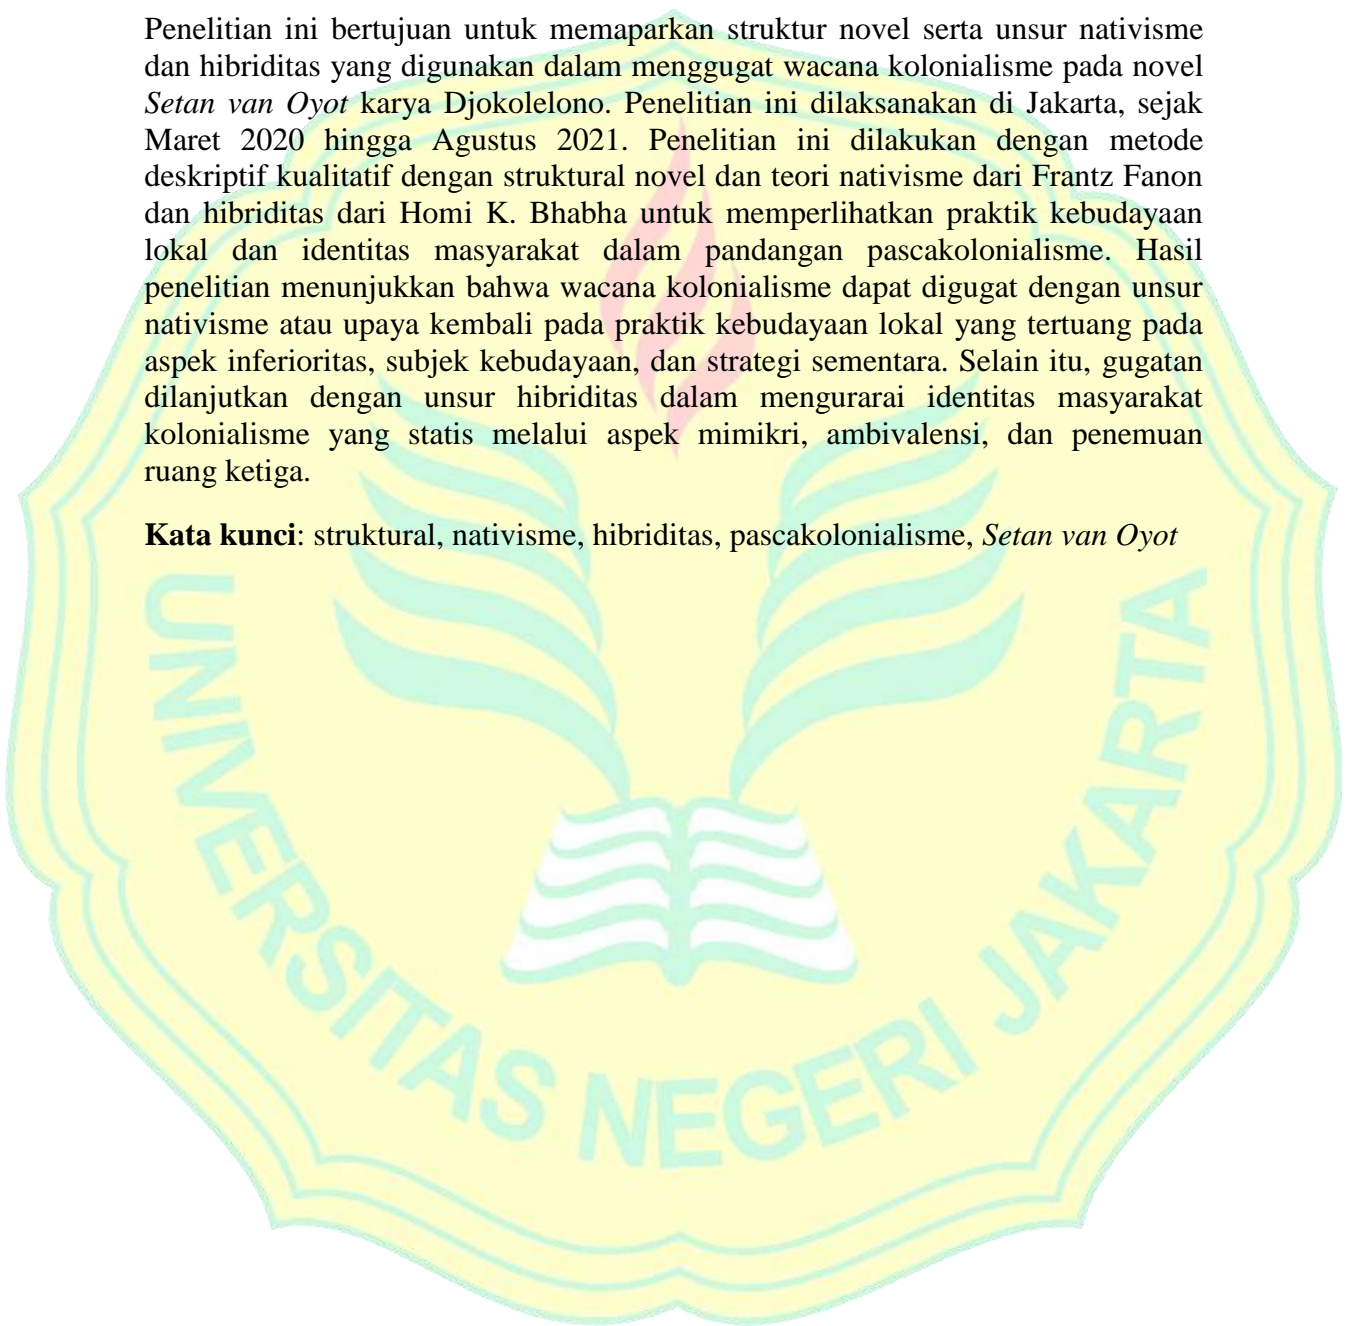 Penelitian ini bertujuan untuk memaparkan struktur novel serta unsur nativisme
dan hibriditas yang digunakan dalam menggugat wacana kolonialisme pada novel
Setan van Oyot karya Djokolelono. Penelitian ini dilaksanakan di Jakarta, sejak
Maret 2020 hingga Agustus 2021. Penelitian ini dilakukan dengan metode
deskriptif kualitatif dengan struktural novel dan teori nativisme dari Frantz Fanon
dan hibriditas dari Homi K. Bhabha untuk memperlihatkan praktik kebudayaan
lokal dan identitas masyarakat dalam pandangan pascakolonialisme. Hasil
penelitian menunjukkan bahwa wacana kolonialisme dapat digugat dengan unsur
nativisme atau upaya kembali pada praktik kebudayaan lokal yang tertuang pada
aspek inferioritas, subjek kebudayaan, dan strategi sementara. Selain itu, gugatan
dilanjutkan dengan unsur hibriditas dalam mengurarai identitas masyarakat
kolonialisme yang statis melalui aspek mimikri, ambivalensi, dan penemuan
ruang ketiga.
Kata kunci: struktural, nativisme, hibriditas, pascakolonialisme, Setan van Oyot
UNIVERSITAS NEGERI JAKARTA